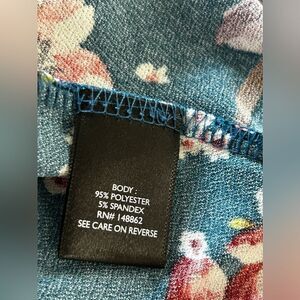 BODY :
95% POLYESTER
5% SPANDEX
RN# 148862
SEE CARE ON REVERSE